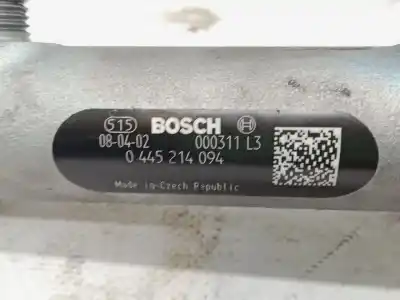 515 BOSCH
08-04-02 000311 L3
0 445 214 094
Made in Czech Republic